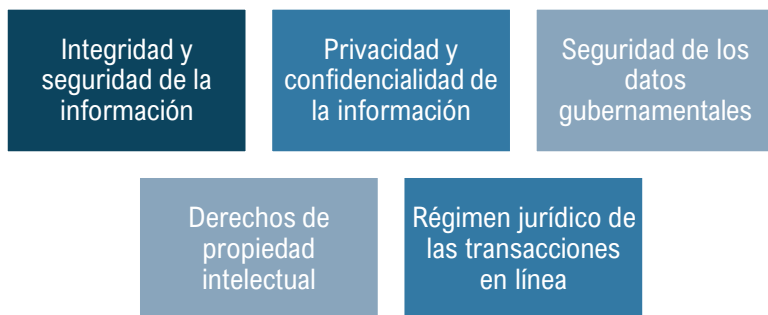 Integridad y
seguridad de la
información
Privacidad y
confidencialidad de
la información
Seguridad de los
datos
gubernamentales
Derechos de
propiedad
intelectual
Régimen jurídico de
las transacciones
en línea